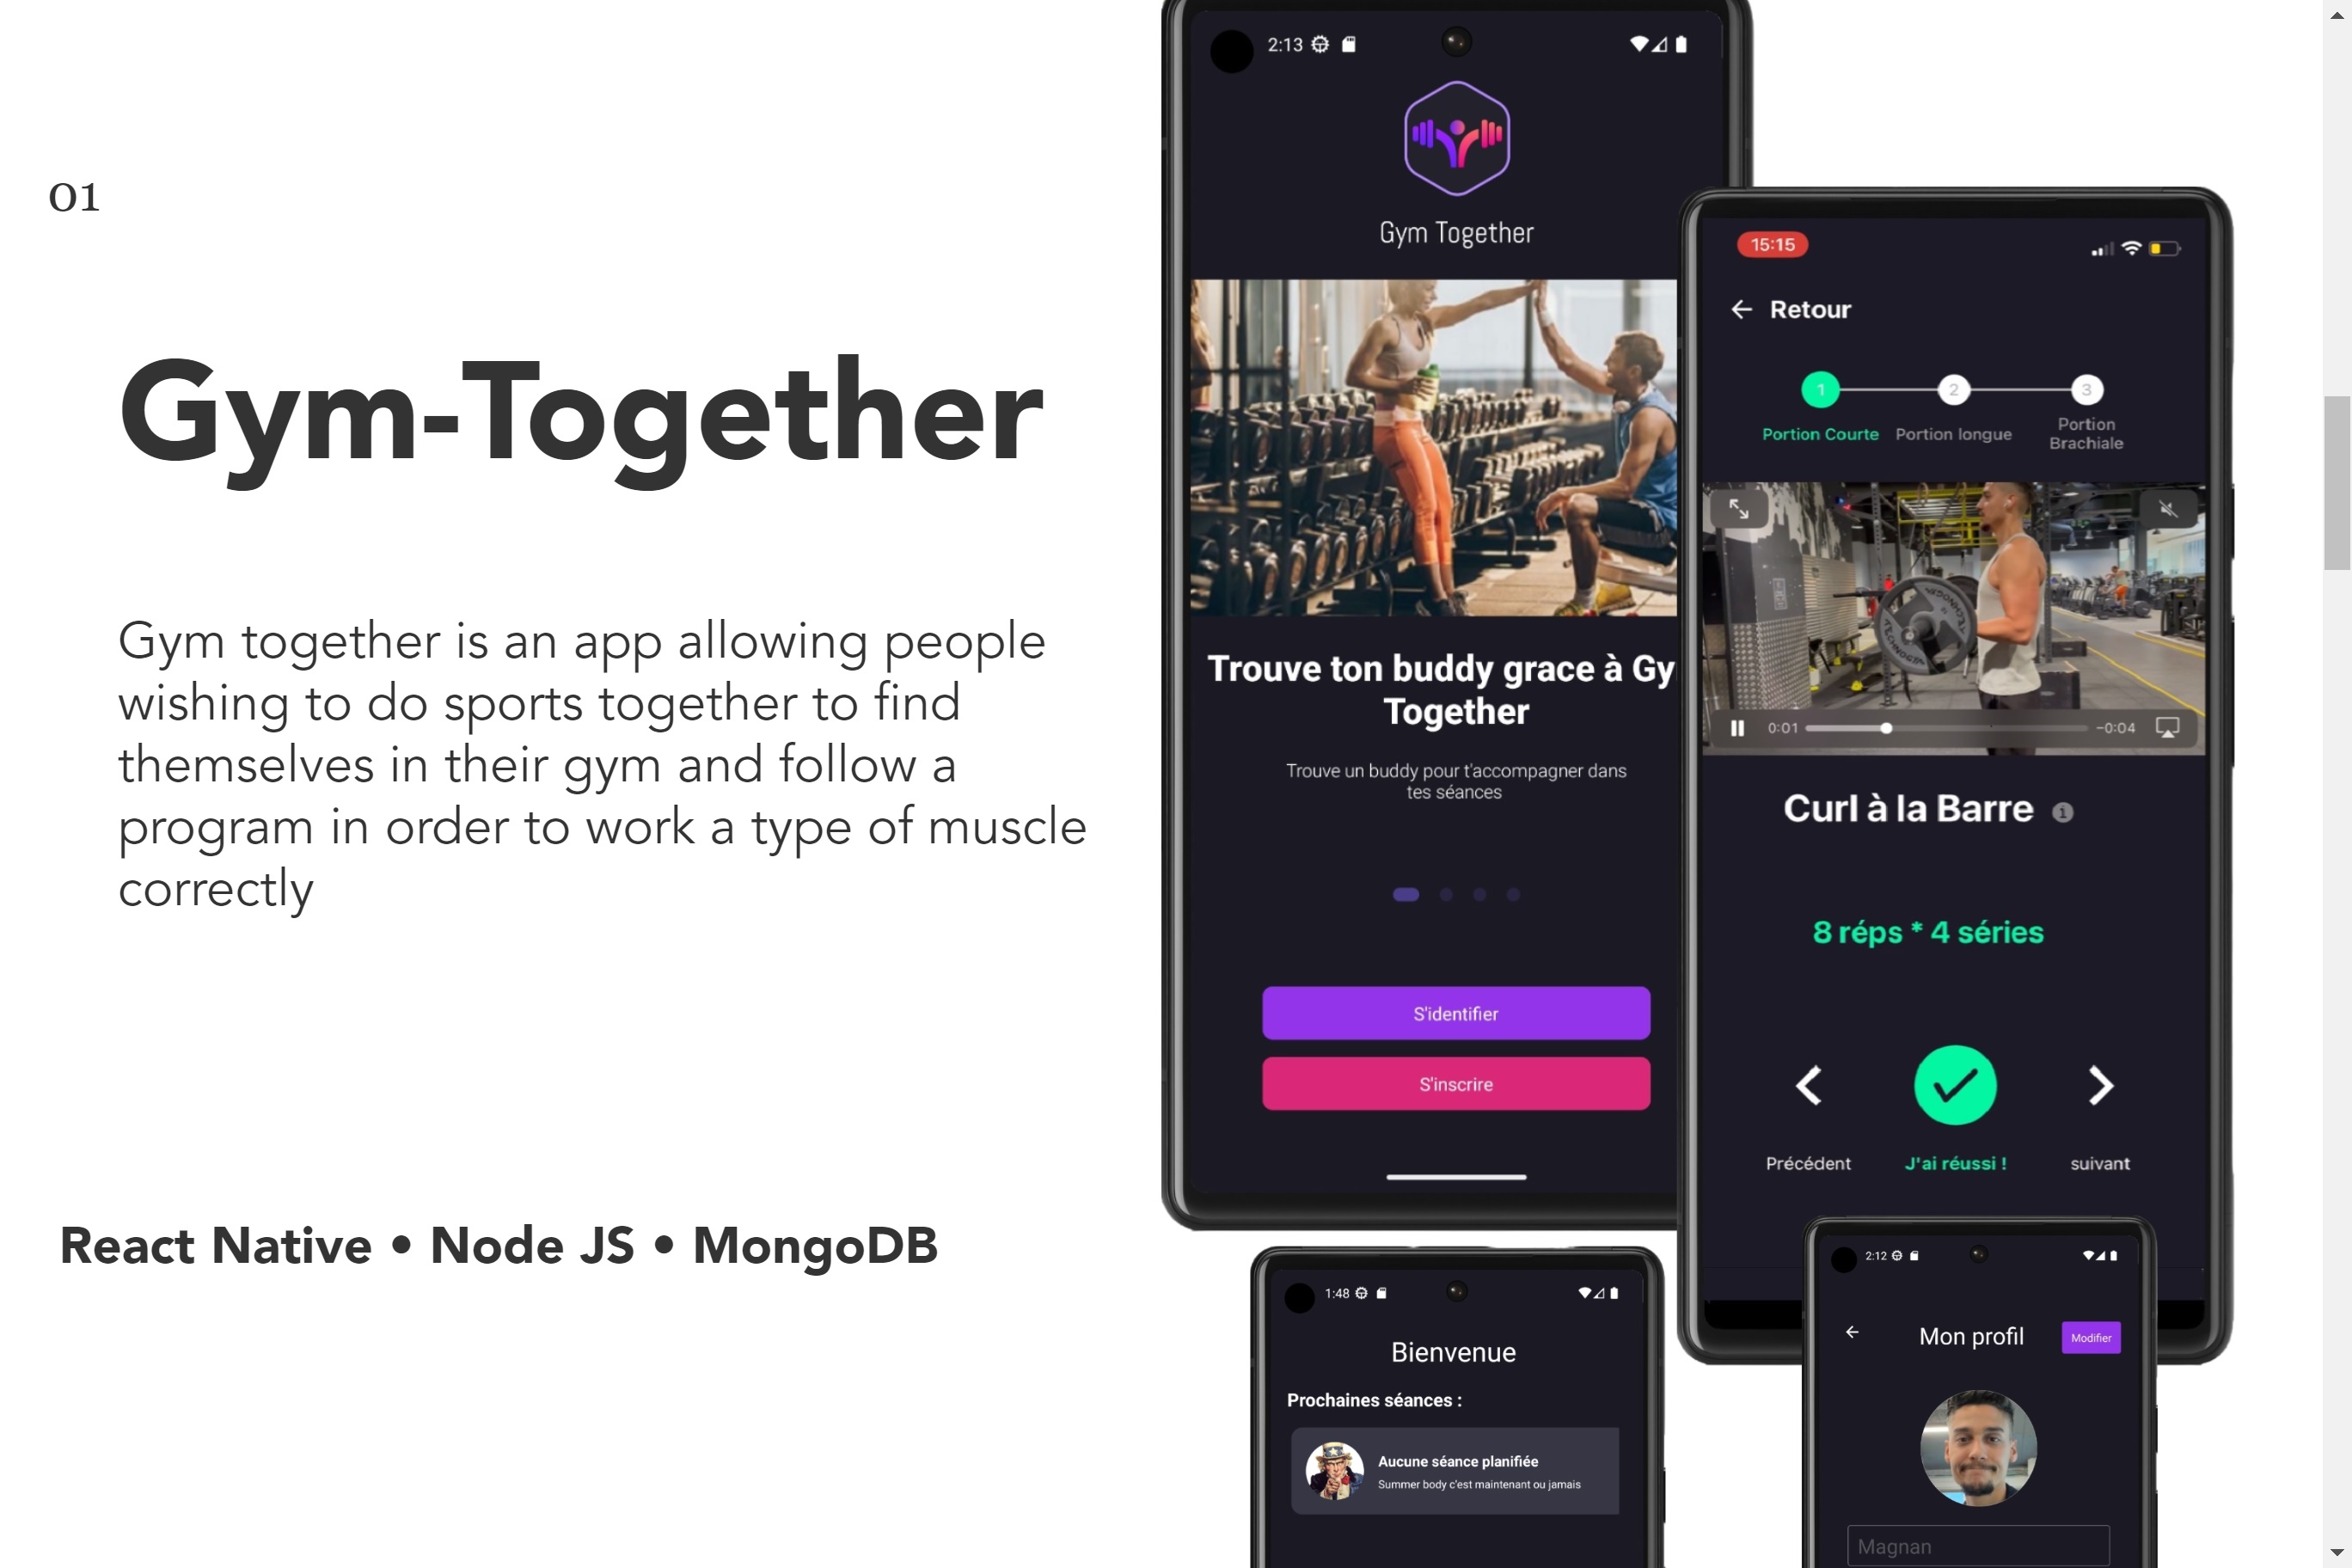 01
Gym-Together
Gym together is an app allowing people
wishing to do sports together to find
themselves in their gym and follow a
program in order to work a type of muscle
correctly
React Native • Node JS • MongoDB
2:13
Gym Together
Trouve ton buddy grace à Gy
Together
Trouve un buddy pour t'accompagner dans
tes séances
S'identifier
S'inscrire
15:15
Retour
1
2
3
Portion Courte
Portion longue
Portion
Brachiale
0:01
-0:04
Curl à la Barre
8 réps * 4 séries
Précédent
J'ai réussi !
suivant
1:48
Bienvenue
Prochaines séances :
Aucune séance planifiée
Summer body c'est maintenant ou jamais
2:12
Mon profil
Modifier
Magnan